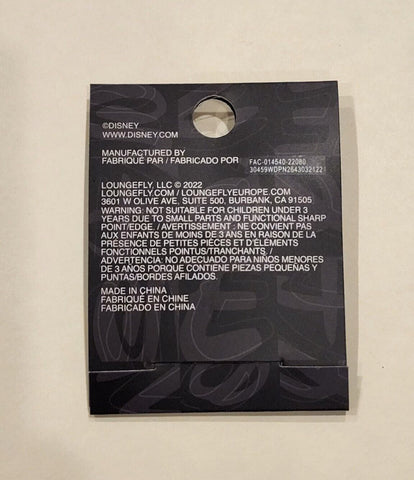 ©DISNEY
WWW.DISNEY.COM
MANUFACTURED BY
FABRIQUÉ PAR / FABRICADO POR
FAC-014540-22080
30459WDPN2643032122
LOUNGEFLY, LLC © 2022
LOUNGEFLY.COM / LOUNGEFLYEUROPE.COM
3601 W OLIVE AVE, SUITE 500, BURBANK, CA 91505
WARNING: NOT SUITABLE FOR CHILDREN UNDER 3
YEARS DUE TO SMALL PARTS AND FUNCTIONAL SHARP
POINT/EDGE. / AVERTISSEMENT : NE CONVIENT PAS
AUX ENFANTS DE MOINS DE 3 ANS EN RAISON DE LA
PRÉSENCE DE PETITES PIÈCES ET D'ÉLÉMENTS
FONCTIONNELS POINTUS/TRANCHANTS. /
ADVERTENCIA: NO ADECUADO PARA NIÑOS MENORES
DE 3 AÑOS PORQUE CONTIENE PIEZAS PEQUEÑAS Y
PUNTAS/BORDES AFILADOS.
MADE IN CHINA
FABRIQUÉ EN CHINE
FABRICADO EN CHINA